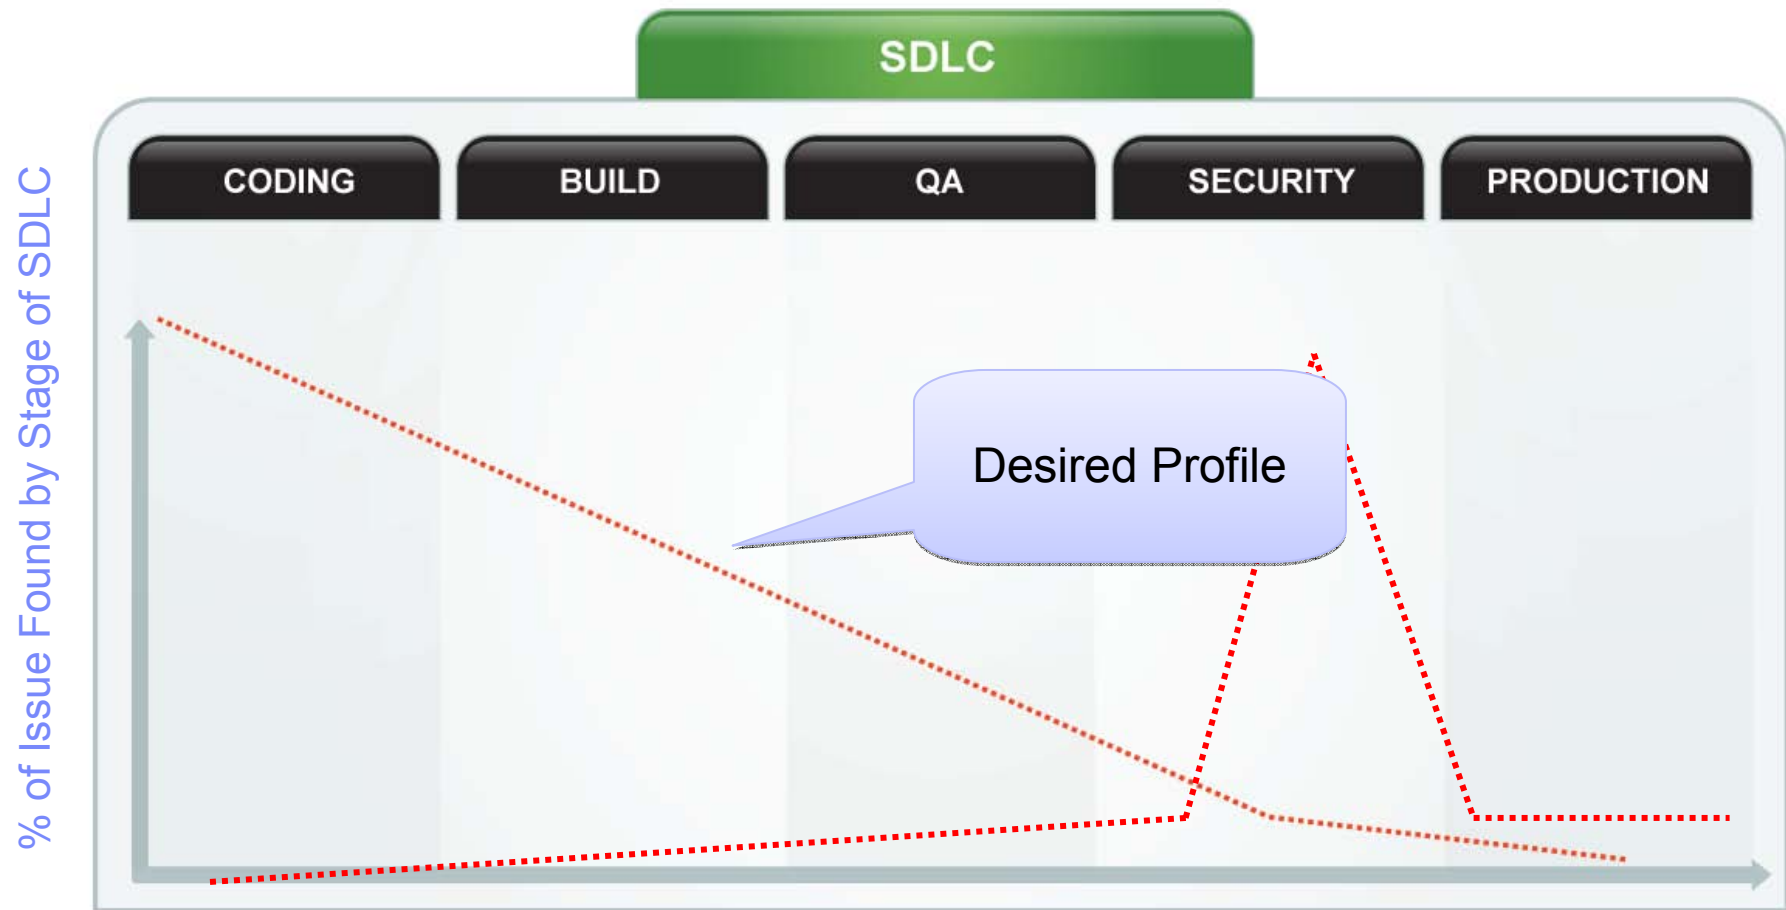 SDLC
CODING
BUILD
QA
SECURITY
PRODUCTION
% of Issue Found by Stage of SDLC
Desired Profile